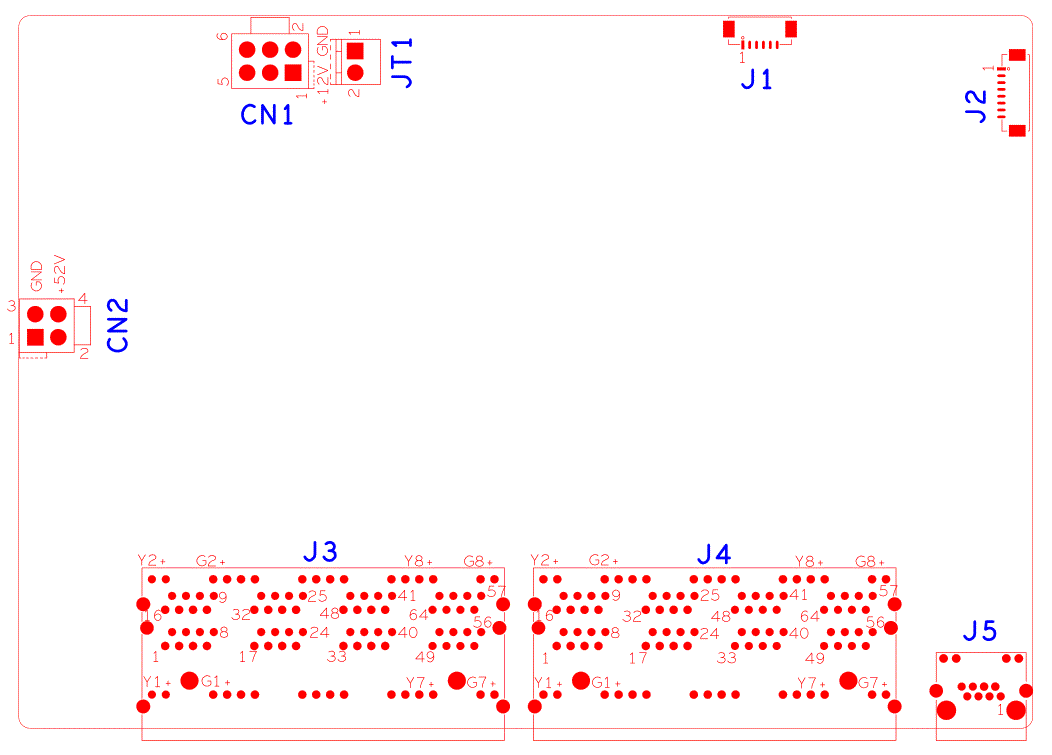 6 2 GND 1
5 1 +12V 2
CN1
JT1
1
J1
1
J2
GND +52V
3 4
1 2
CN2
J3
Y2+ G2+ Y8+ G8+
9 25 41 57
16 32 48 64 56
8 24 40
1 17 33 49
Y1+ G1+ Y7+ G7+
J4
Y2+ G2+ Y8+ G8+
9 25 41 57
16 32 48 64 56
8 24 40
1 17 33 49
Y1+ G1+ Y7+ G7+
J5
1